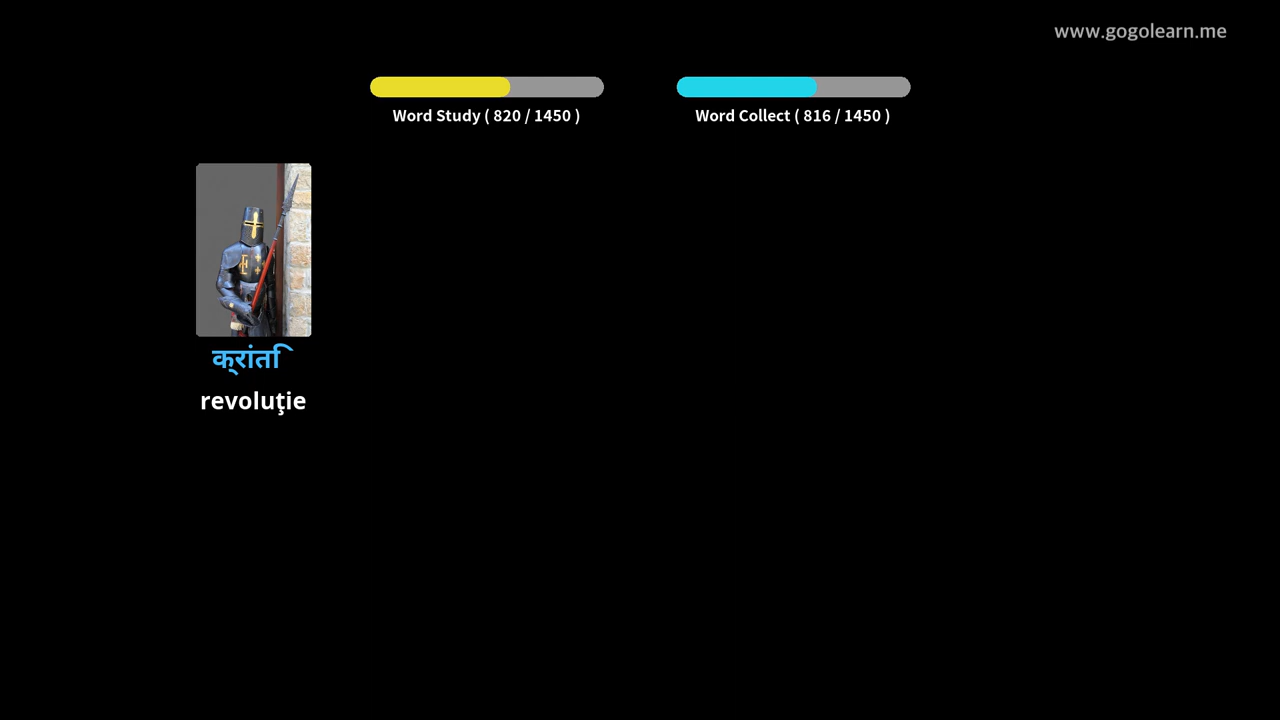 www.gogolearn.me
Word Study ( 820 / 1450 )
Word Collect ( 816 / 1450 )
क्रांति
revoluţie